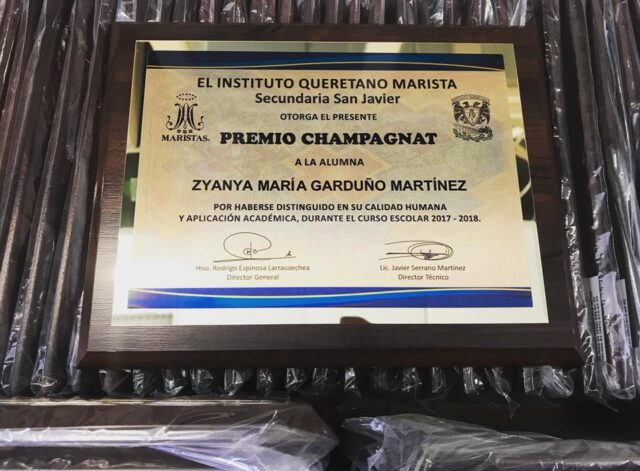 EL INSTITUTO QUERETANO MARISTA
Secundaria San Javier
OTORGA EL PRESENTE
PREMIO CHAMPAGNAT
MARISTAS.
A LA ALUMNA
ZYANYA MARÍA GARDUÑO MARTÍNEZ
POR HABERSE DISTINGUIDO EN SU CALIDAD HUMANA
Y APLICACIÓN ACADÉMICA, DURANTE EL CURSO ESCOLAR 2017 - 2018.
Hno. Rodrigo Espinosa Larracoechea
Director General
Lic. Javier Serrano Martínez
Director Técnico